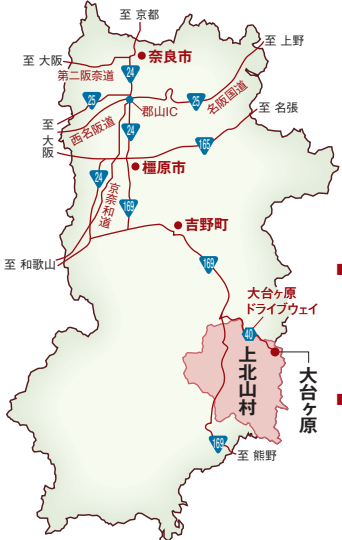 至 京都
至 上野
至 大阪
奈良市
第二阪奈道
24
25
郡山IC
25
名阪国道
至 名張
至
大
阪
西名阪道
24
165
24
橿原市
京奈和道
169
吉野町
至 和歌山
169
大台ヶ原
ドライブウェイ
40
上北山村
大台ヶ原
169
至 熊野